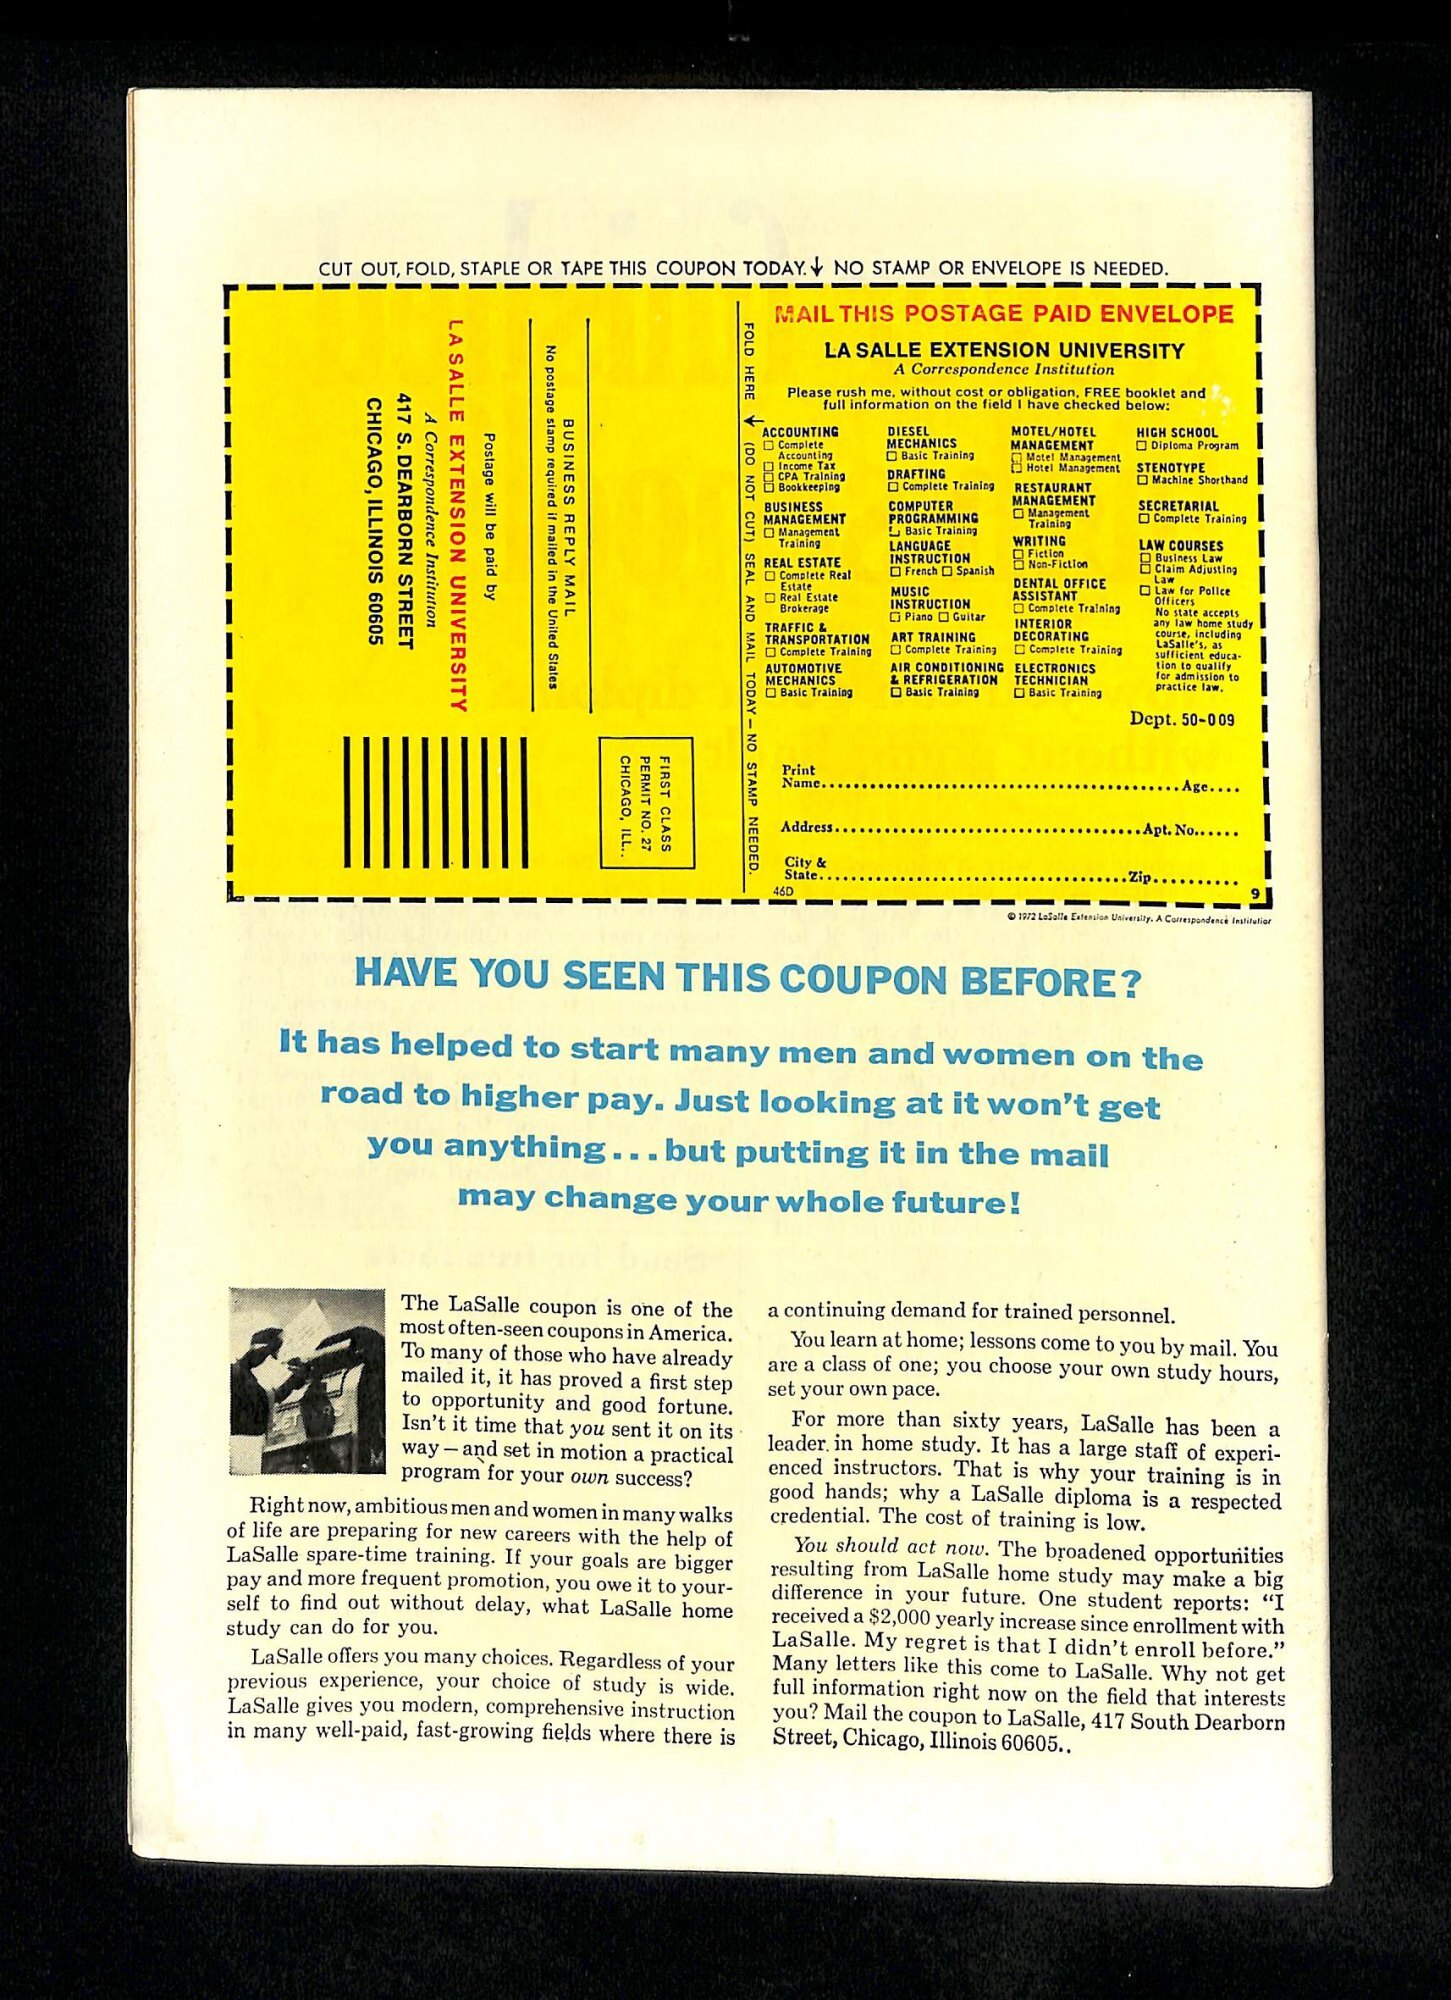 CUT OUT, FOLD, STAPLE OR TAPE THIS COUPON TODAY. ↓ NO STAMP OR ENVELOPE IS NEEDED.
FIRST CLASS
PERMIT NO. 27
CHICAGO, ILL..
BUSINESS REPLY MAIL
No postage stamp required if mailed in the United States
Postage will be paid by
LA SALLE EXTENSION UNIVERSITY
A Correspondence Institution
417 S. DEARBORN STREET
CHICAGO, ILLINOIS 60605
FOLD HERE ← (DO NOT CUT) SEAL AND MAIL TODAY — NO STAMP NEEDED.
MAIL THIS POSTAGE PAID ENVELOPE
LA SALLE EXTENSION UNIVERSITY
A Correspondence Institution
Please rush me, without cost or obligation, FREE booklet and
full information on the field I have checked below:
ACCOUNTING
☐ Complete
Accounting
☐ Income Tax
☐ CPA Training
☐ Bookkeeping
BUSINESS
MANAGEMENT
☐ Management
Training
REAL ESTATE
☐ Complete Real
Estate
☐ Real Estate
Brokerage
TRAFFIC &
TRANSPORTATION
☐ Complete Training
AUTOMOTIVE
MECHANICS
☐ Basic Training
DIESEL
MECHANICS
☐ Basic Training
DRAFTING
☐ Complete Training
COMPUTER
PROGRAMMING
☐ Basic Training
LANGUAGE
INSTRUCTION
☐ French ☐ Spanish
MUSIC
INSTRUCTION
☐ Piano ☐ Guitar
ART TRAINING
☐ Complete Training
AIR CONDITIONING
& REFRIGERATION
☐ Basic Training
MOTEL/HOTEL
MANAGEMENT
☐ Motel Management
☐ Hotel Management
RESTAURANT
MANAGEMENT
☐ Management
Training
WRITING
☐ Fiction
☐ Non-Fiction
DENTAL OFFICE
ASSISTANT
☐ Complete Training
INTERIOR
DECORATING
☐ Complete Training
ELECTRONICS
TECHNICIAN
☐ Basic Training
HIGH SCHOOL
☐ Diploma Program
STENOTYPE
☐ Machine Shorthand
SECRETARIAL
☐ Complete Training
LAW COURSES
☐ Business Law
☐ Claim Adjusting
Law
☐ Law for Police
Officers
No state accepts
any law home study
course, including
LaSalle's, as
sufficient educa-
tion to qualify
for admission to
practice law.
Dept. 50-009
Print
Name........................................Age....
Address..................................Apt. No......
City &
State..................................Zip..........
46D 9
© 1972 LaSalle Extension University, A Correspondence Institution
HAVE YOU SEEN THIS COUPON BEFORE?
It has helped to start many men and women on the
road to higher pay. Just looking at it won't get
you anything...but putting it in the mail
may change your whole future!
The LaSalle coupon is one of the
most often-seen coupons in America.
To many of those who have already
mailed it, it has proved a first step
to opportunity and good fortune.
Isn't it time that you sent it on its
way — and set in motion a practical
program for your own success?
Right now, ambitious men and women in many walks
of life are preparing for new careers with the help of
LaSalle spare-time training. If your goals are bigger
pay and more frequent promotion, you owe it to your-
self to find out without delay, what LaSalle home
study can do for you.
LaSalle offers you many choices. Regardless of your
previous experience, your choice of study is wide.
LaSalle gives you modern, comprehensive instruction
in many well-paid, fast-growing fields where there is
a continuing demand for trained personnel.
You learn at home; lessons come to you by mail. You
are a class of one; you choose your own study hours,
set your own pace.
For more than sixty years, LaSalle has been a
leader in home study. It has a large staff of experi-
enced instructors. That is why your training is in
good hands; why a LaSalle diploma is a respected
credential. The cost of training is low.
You should act now. The broadened opportunities
resulting from LaSalle home study may make a big
difference in your future. One student reports: "I
received a $2,000 yearly increase since enrollment with
LaSalle. My regret is that I didn't enroll before."
Many letters like this come to LaSalle. Why not get
full information right now on the field that interests
you? Mail the coupon to LaSalle, 417 South Dearborn
Street, Chicago, Illinois 60605..